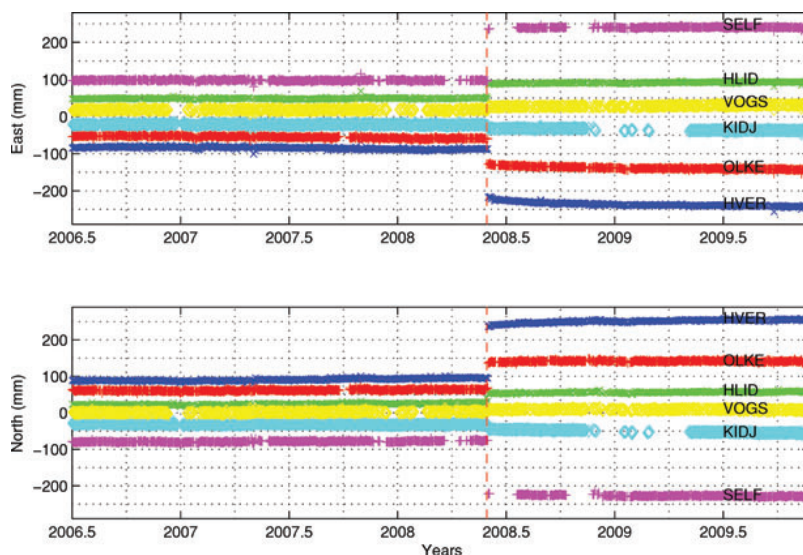 East (mm)
200
100
0
−100
−200
SELF
HLID
VOGS
KIDJ
OLKE
HVER
2006.5 2007 2007.5 2008 2008.5 2009 2009.5
North (mm)
200
100
0
−100
−200
HVER
OLKE
HLID
VOGS
KIDJ
SELF
2006.5 2007 2007.5 2008 2008.5 2009 2009.5
Years